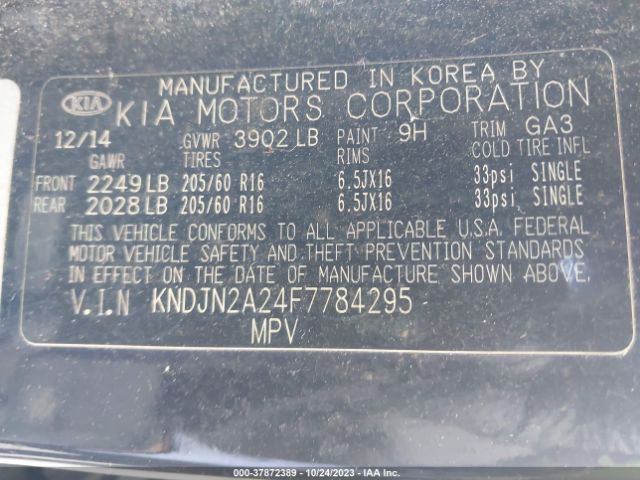 MANUFACTURED IN KOREA BY
KIA KIA MOTORS CORPORATION
12/14 GVWR 3902 LB PAINT 9H TRIM GA3
GAWR TIRES RIMS COLD TIRE INFL
FRONT 2249 LB 205/60 R16 6.5JX16 33psi SINGLE
REAR 2028 LB 205/60 R16 6.5JX16 33psi SINGLE
THIS VEHICLE CONFORMS TO ALL APPLICABLE U.S.A. FEDERAL
MOTOR VEHICLE SAFETY AND THEFT PREVENTION STANDARDS
IN EFFECT ON THE DATE OF MANUFACTURE SHOWN ABOVE.
V.I.N KNDJN2A24F7784295
MPV
000-37872389 - 10/24/2023 - IAA Inc.